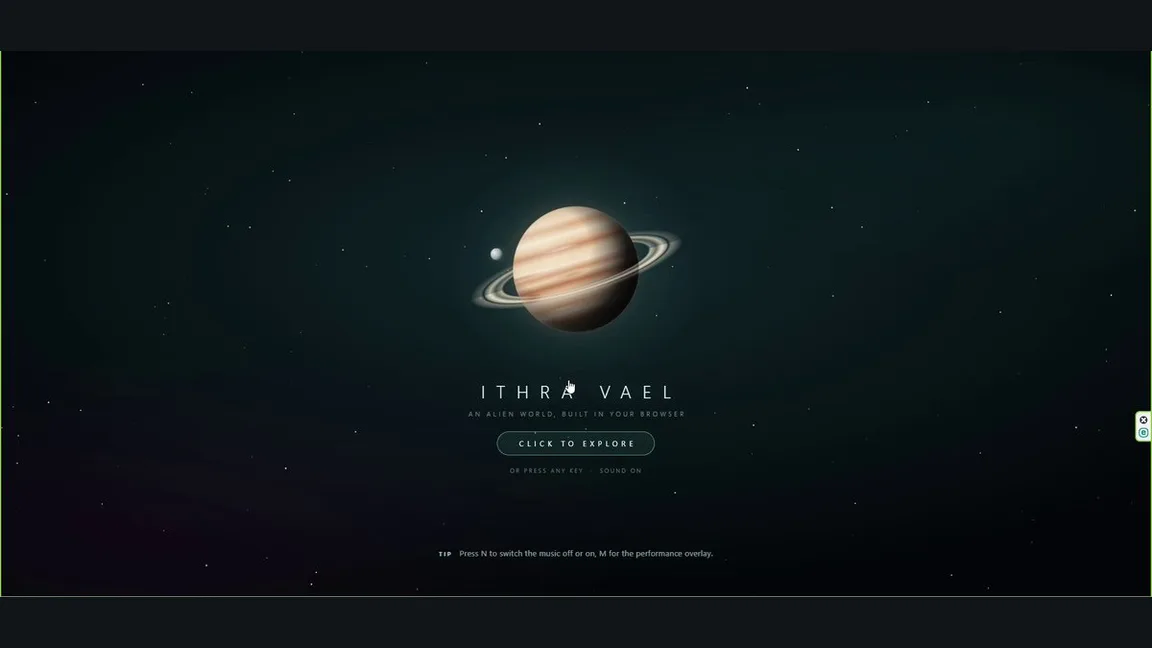 ITHRA VAEL
AN ALIEN WORLD, BUILT IN YOUR BROWSER
CLICK TO EXPLORE
OR PRESS ANY KEY · SOUND ON
TIP Press N to switch the music off or on, M for the performance overlay.